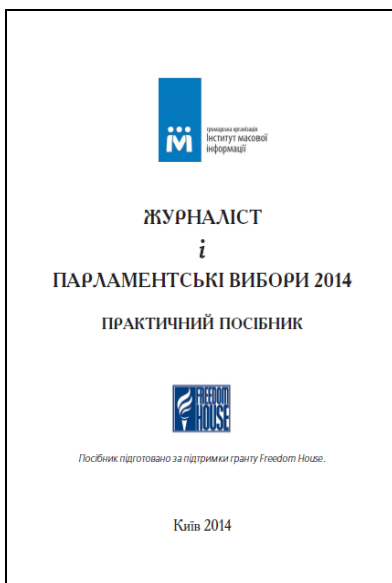 громадська організація
Інститут масової
інформації
ЖУРНАЛІСТ
і
ПАРЛАМЕНТСЬКІ ВИБОРИ 2014
ПРАКТИЧНИЙ ПОСІБНИК
FREEDOM
HOUSE
Посібник підготовано за підтримки гранту Freedom House.
Київ 2014